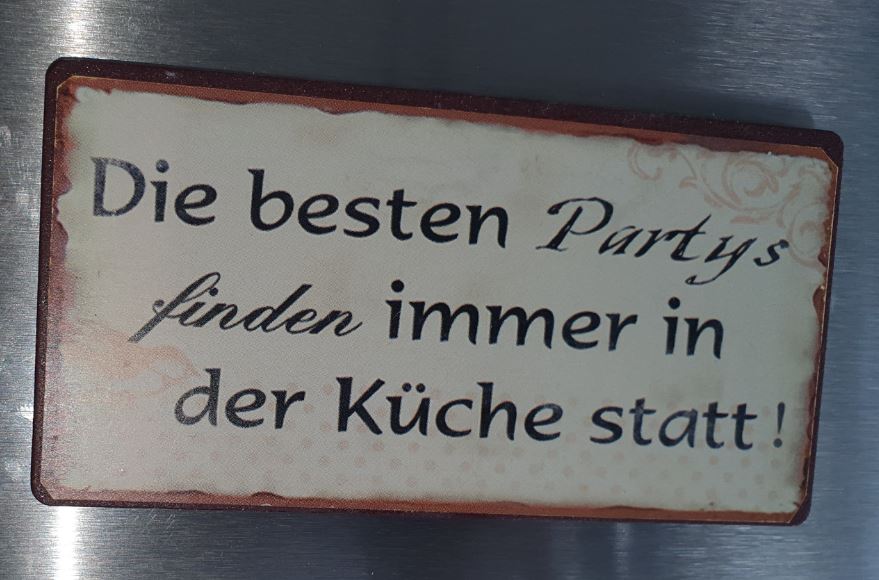 Die besten Partys
finden immer in
der Küche statt!